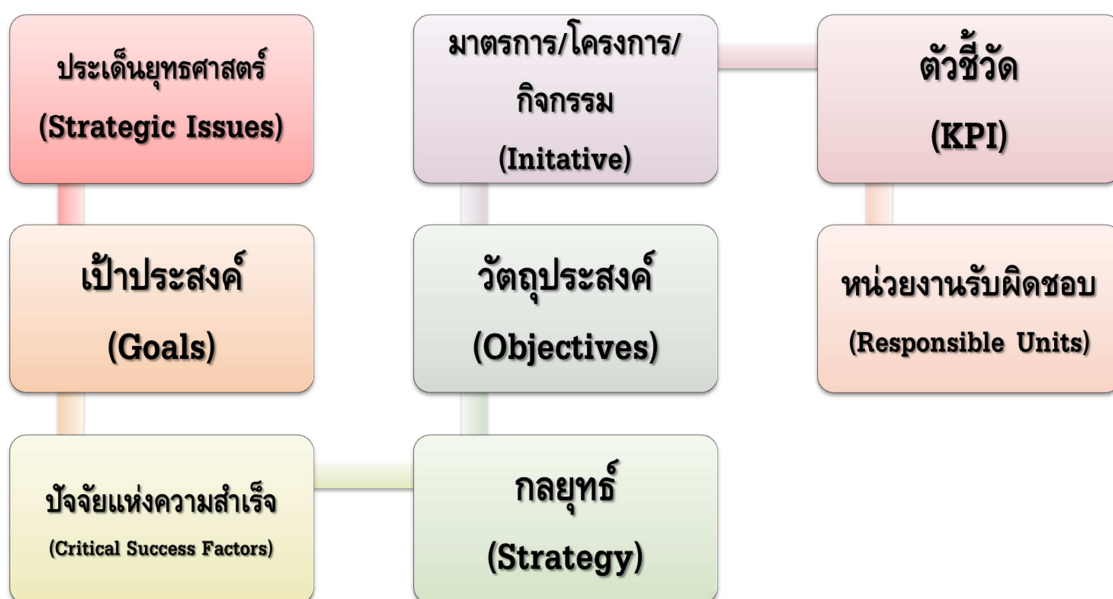 ประเด็นยุทธศาสตร์
(Strategic Issues)
เป้าประสงค์
(Goals)
ปัจจัยแห่งความสำเร็จ
(Critical Success Factors)
กลยุทธ์
(Strategy)
วัตถุประสงค์
(Objectives)
มาตรการ/โครงการ/
กิจกรรม
(Initative)
ตัวชี้วัด
(KPI)
หน่วยงานรับผิดชอบ
(Responsible Units)